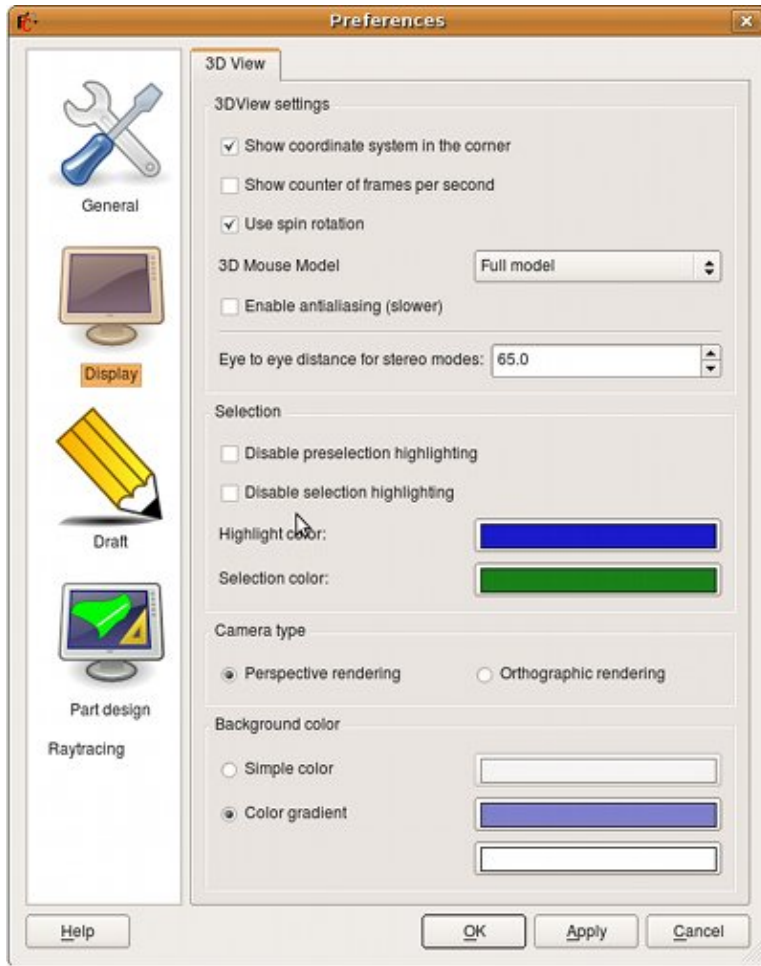 Preferences
General
Display
Draft
Part design
Raytracing
3D View
3DView settings
Show coordinate system in the corner
Show counter of frames per second
Use spin rotation
3D Mouse Model
Full model
Enable antialiasing (slower)
Eye to eye distance for stereo modes:
65.0
Selection
Disable preselection highlighting
Disable selection highlighting
Highlight color:
Selection color:
Camera type
Perspective rendering
Orthographic rendering
Background color
Simple color
Color gradient
Help
OK
Apply
Cancel